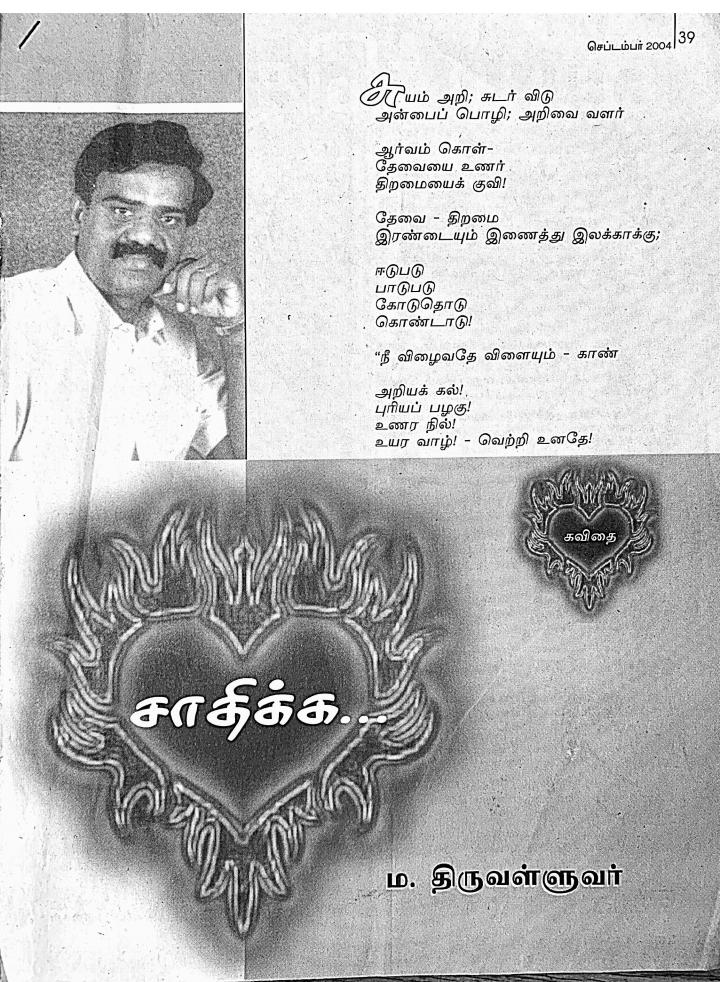 செப்டம்பர் 2004 39
சுயம் அறி; சுடர் விடு
அன்பைப் பொழி; அறிவை வளர்
ஆர்வம் கொள்-
தேவையை உணர்
திறமையைக் குவி!
தேவை - திறமை
இரண்டையும் இணைத்து இலக்காக்கு;
ஈடுபடு
பாடுபடு
கோடுதொடு
கொண்டாடு!
“நீ விழைவதே விளையும் - காண்
அறியக் கல்!
புரியப் பழகு!
உணர நில்!
உயர வாழ்! - வெற்றி உனதே!
கவிதை
சாதிக்க...
ம. திருவள்ளுவர்